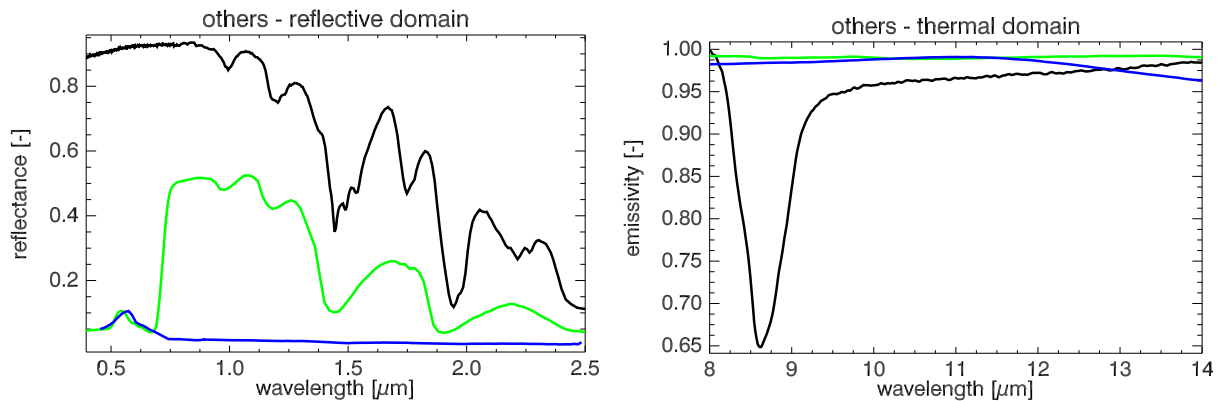 others - reflective domain
reflectance [-]
0.8
0.6
0.4
0.2
0.5 1.0 1.5 2.0 2.5
wavelength [μm]
others - thermal domain
emissivity [-]
1.00
0.95
0.90
0.85
0.80
0.75
0.70
0.65
8 9 10 11 12 13 14
wavelength [μm]